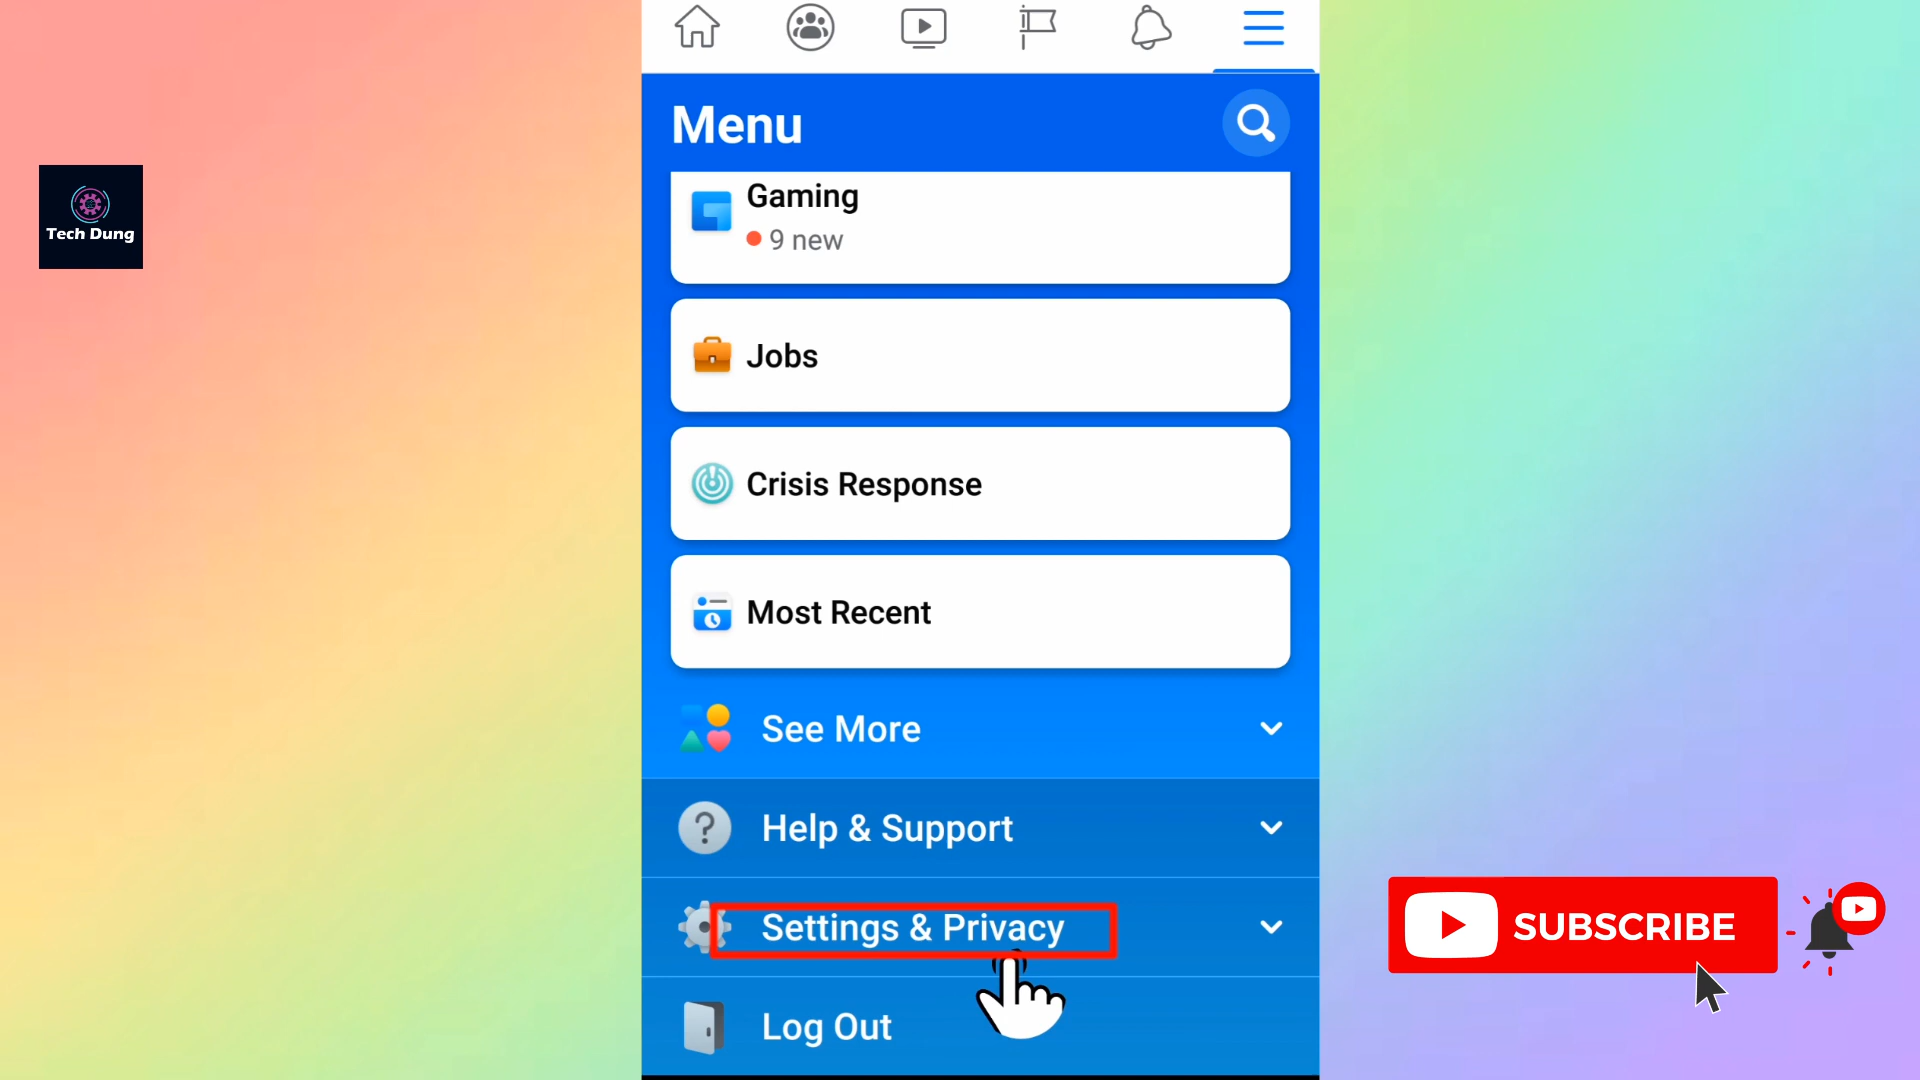 Menu
Tech Dung
Gaming
9 new
Jobs
Crisis Response
Most Recent
See More
Help & Support
Settings & Privacy
SUBSCRIBE
Log Out